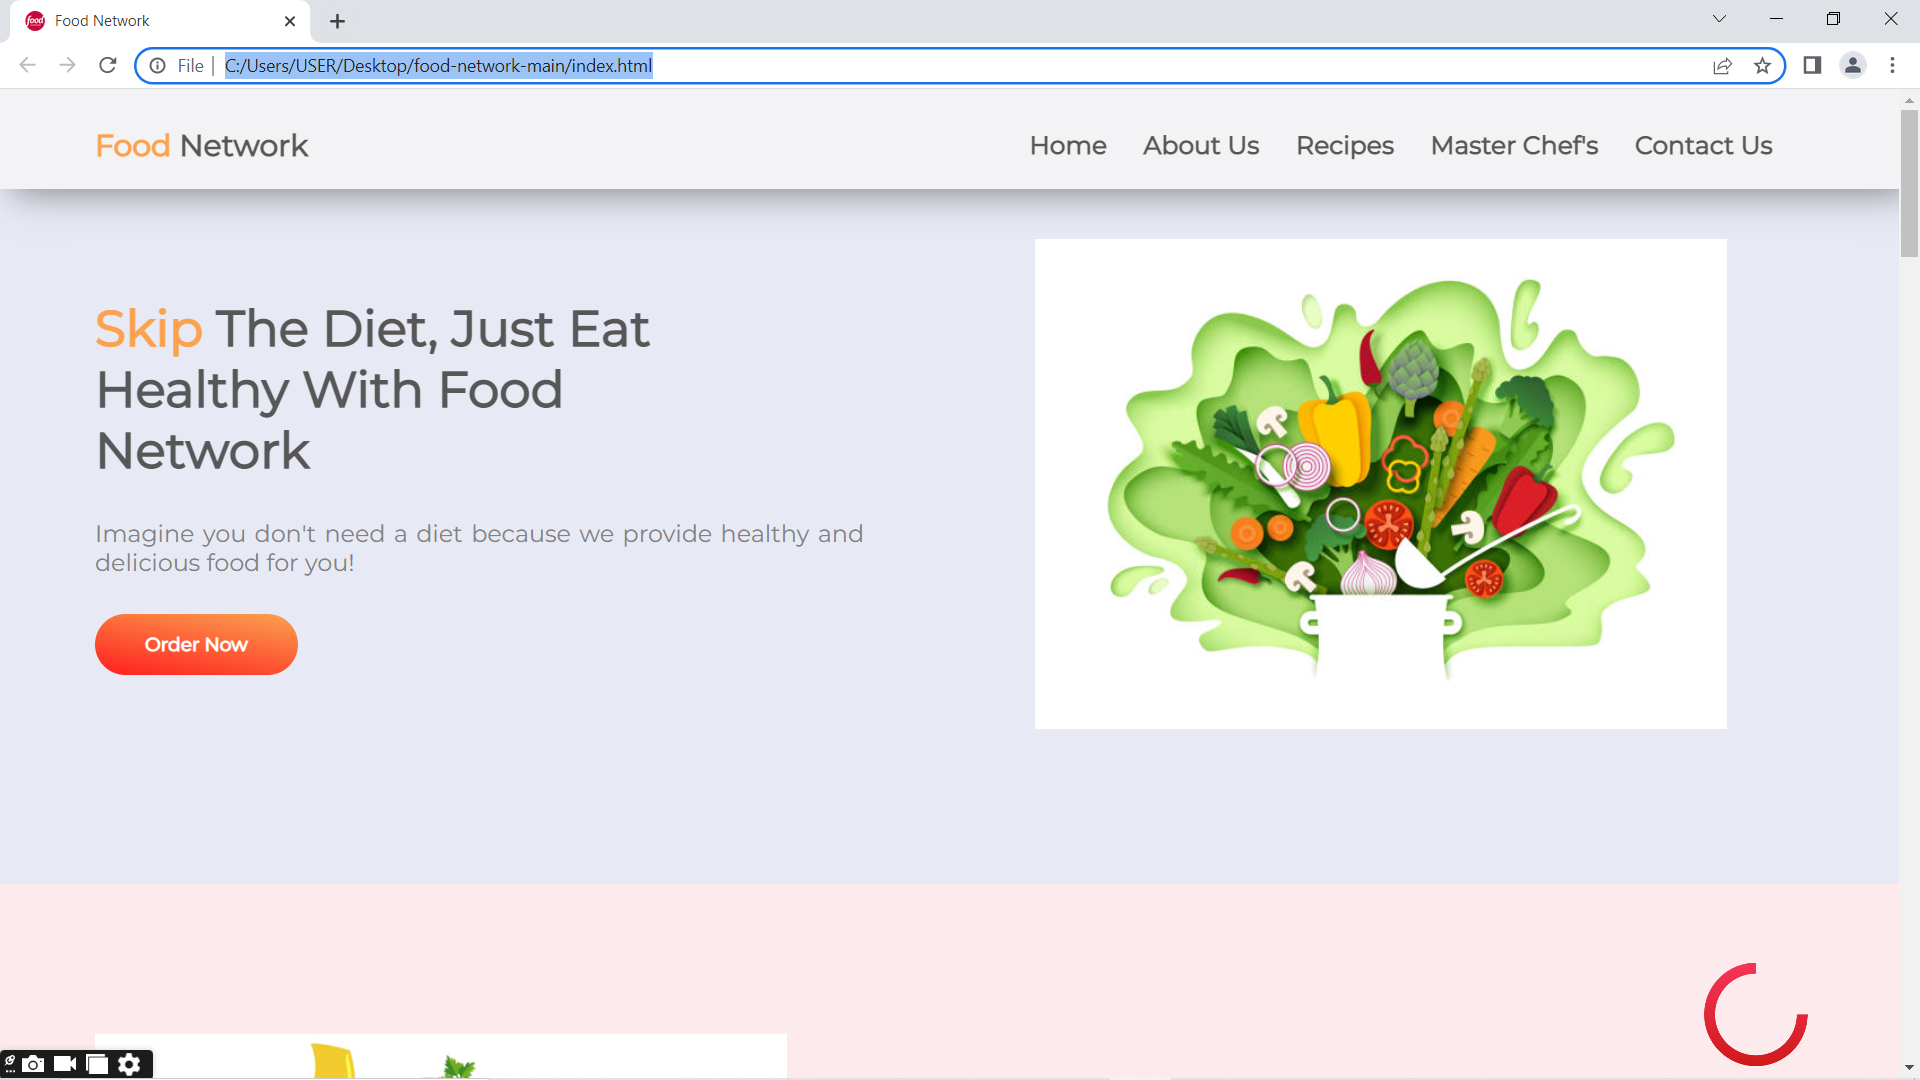 Food Network
File
C:/Users/USER/Desktop/food-network-main/index.html
Food Network
Home
About Us
Recipes
Master Chef's
Contact Us
Skip The Diet, Just Eat
Healthy With Food
Network
Imagine you don't need a diet because we provide healthy and
delicious food for you!
Order Now